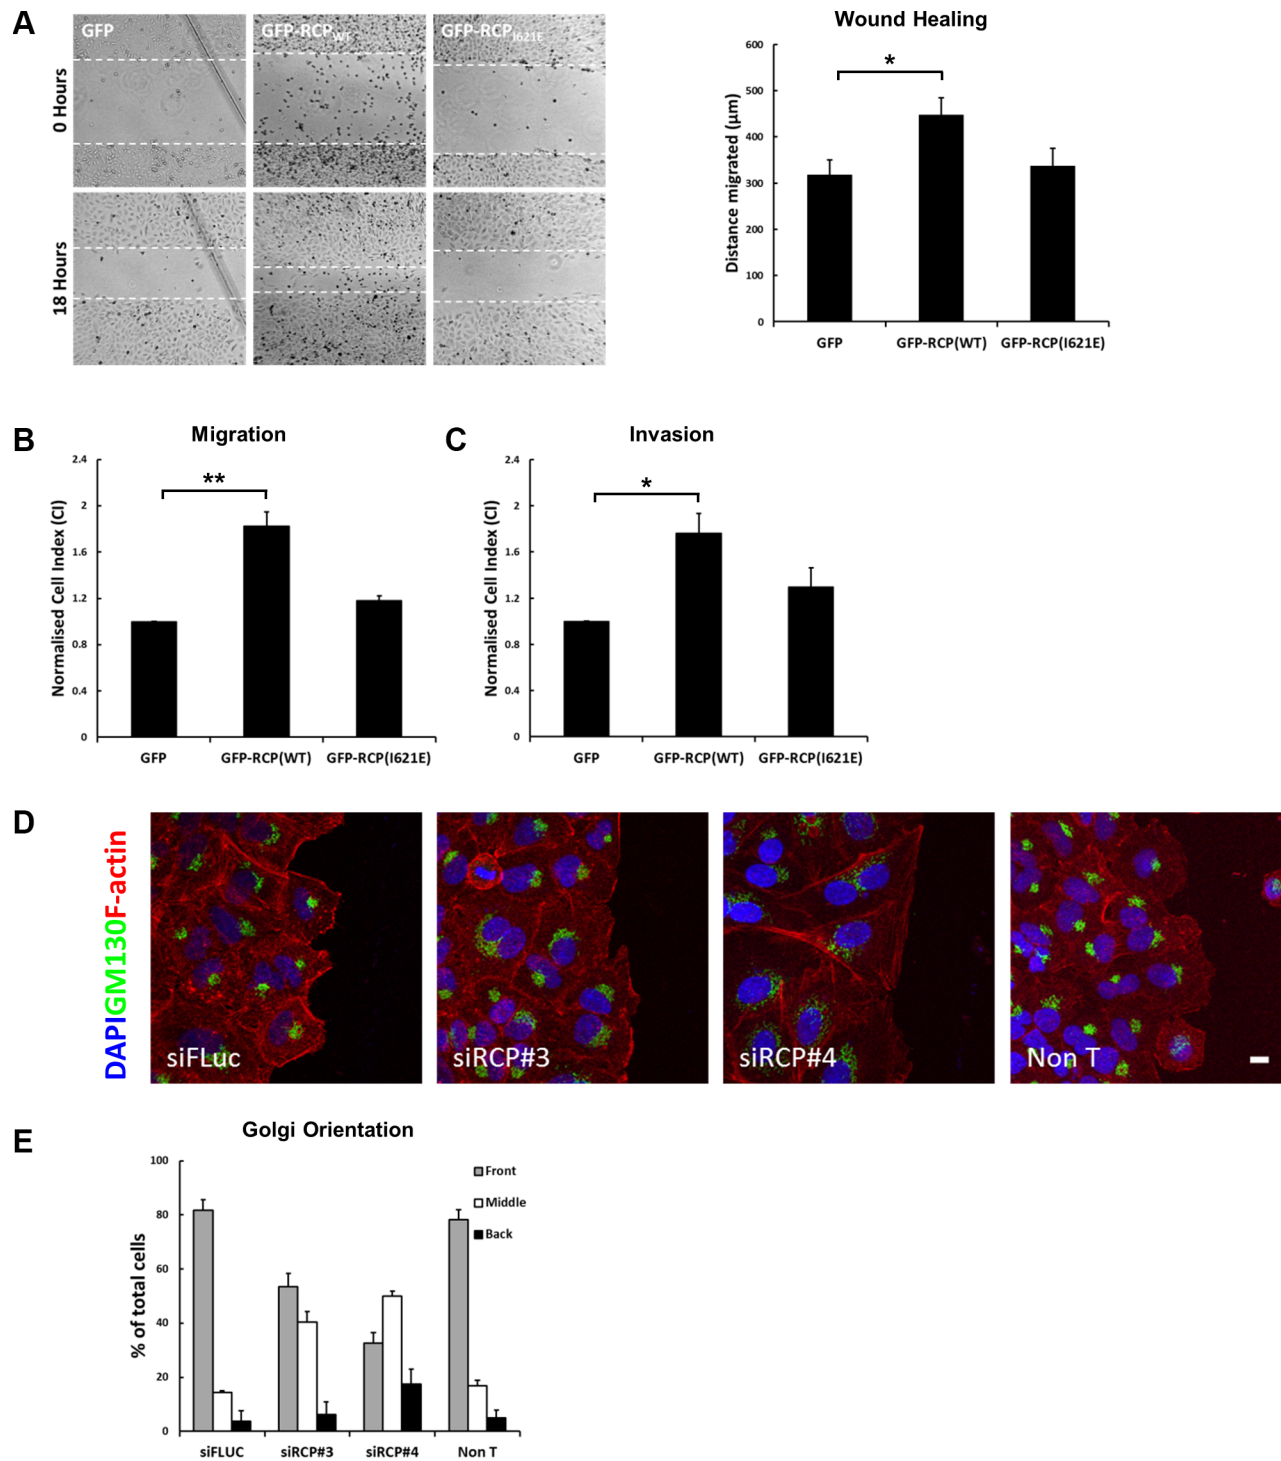 A
GFP
GFP-RCPWT
GFP-RCPI621E
0 Hours
18 Hours
Wound Healing
Distance migrated (µm)
600
500
400
300
200
100
0
*
GFP
GFP-RCP(WT)
GFP-RCP(I621E)
B
Migration
Normalised Cell Index (CI)
2.4
2
1.6
1.2
0.8
0.4
0
**
GFP
GFP-RCP(WT)
GFP-RCP(I621E)
C
Invasion
Normalised Cell Index (CI)
2.4
2
1.6
1.2
0.8
0.4
0
*
GFP
GFP-RCP(WT)
GFP-RCP(I621E)
D
DAPIGM130F-actin
siFLuc
siRCP#3
siRCP#4
Non T
E
Golgi Orientation
% of total cells
100
80
60
40
20
0
Front
Middle
Back
siFLUC
siRCP#3
siRCP#4
Non T